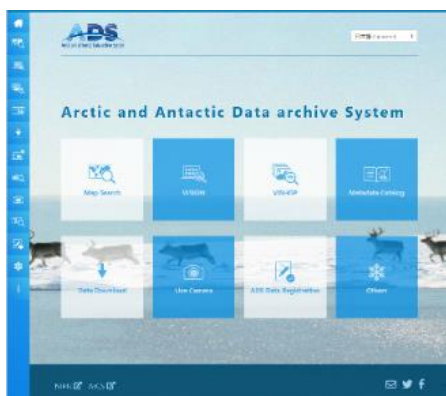 ADS
Arctic and Antactic Data archive System
Map Search
VISION
VISHOP
Metadata Catalog
Data Download
Live Camera
ADS Data Registration
Others
NIPR